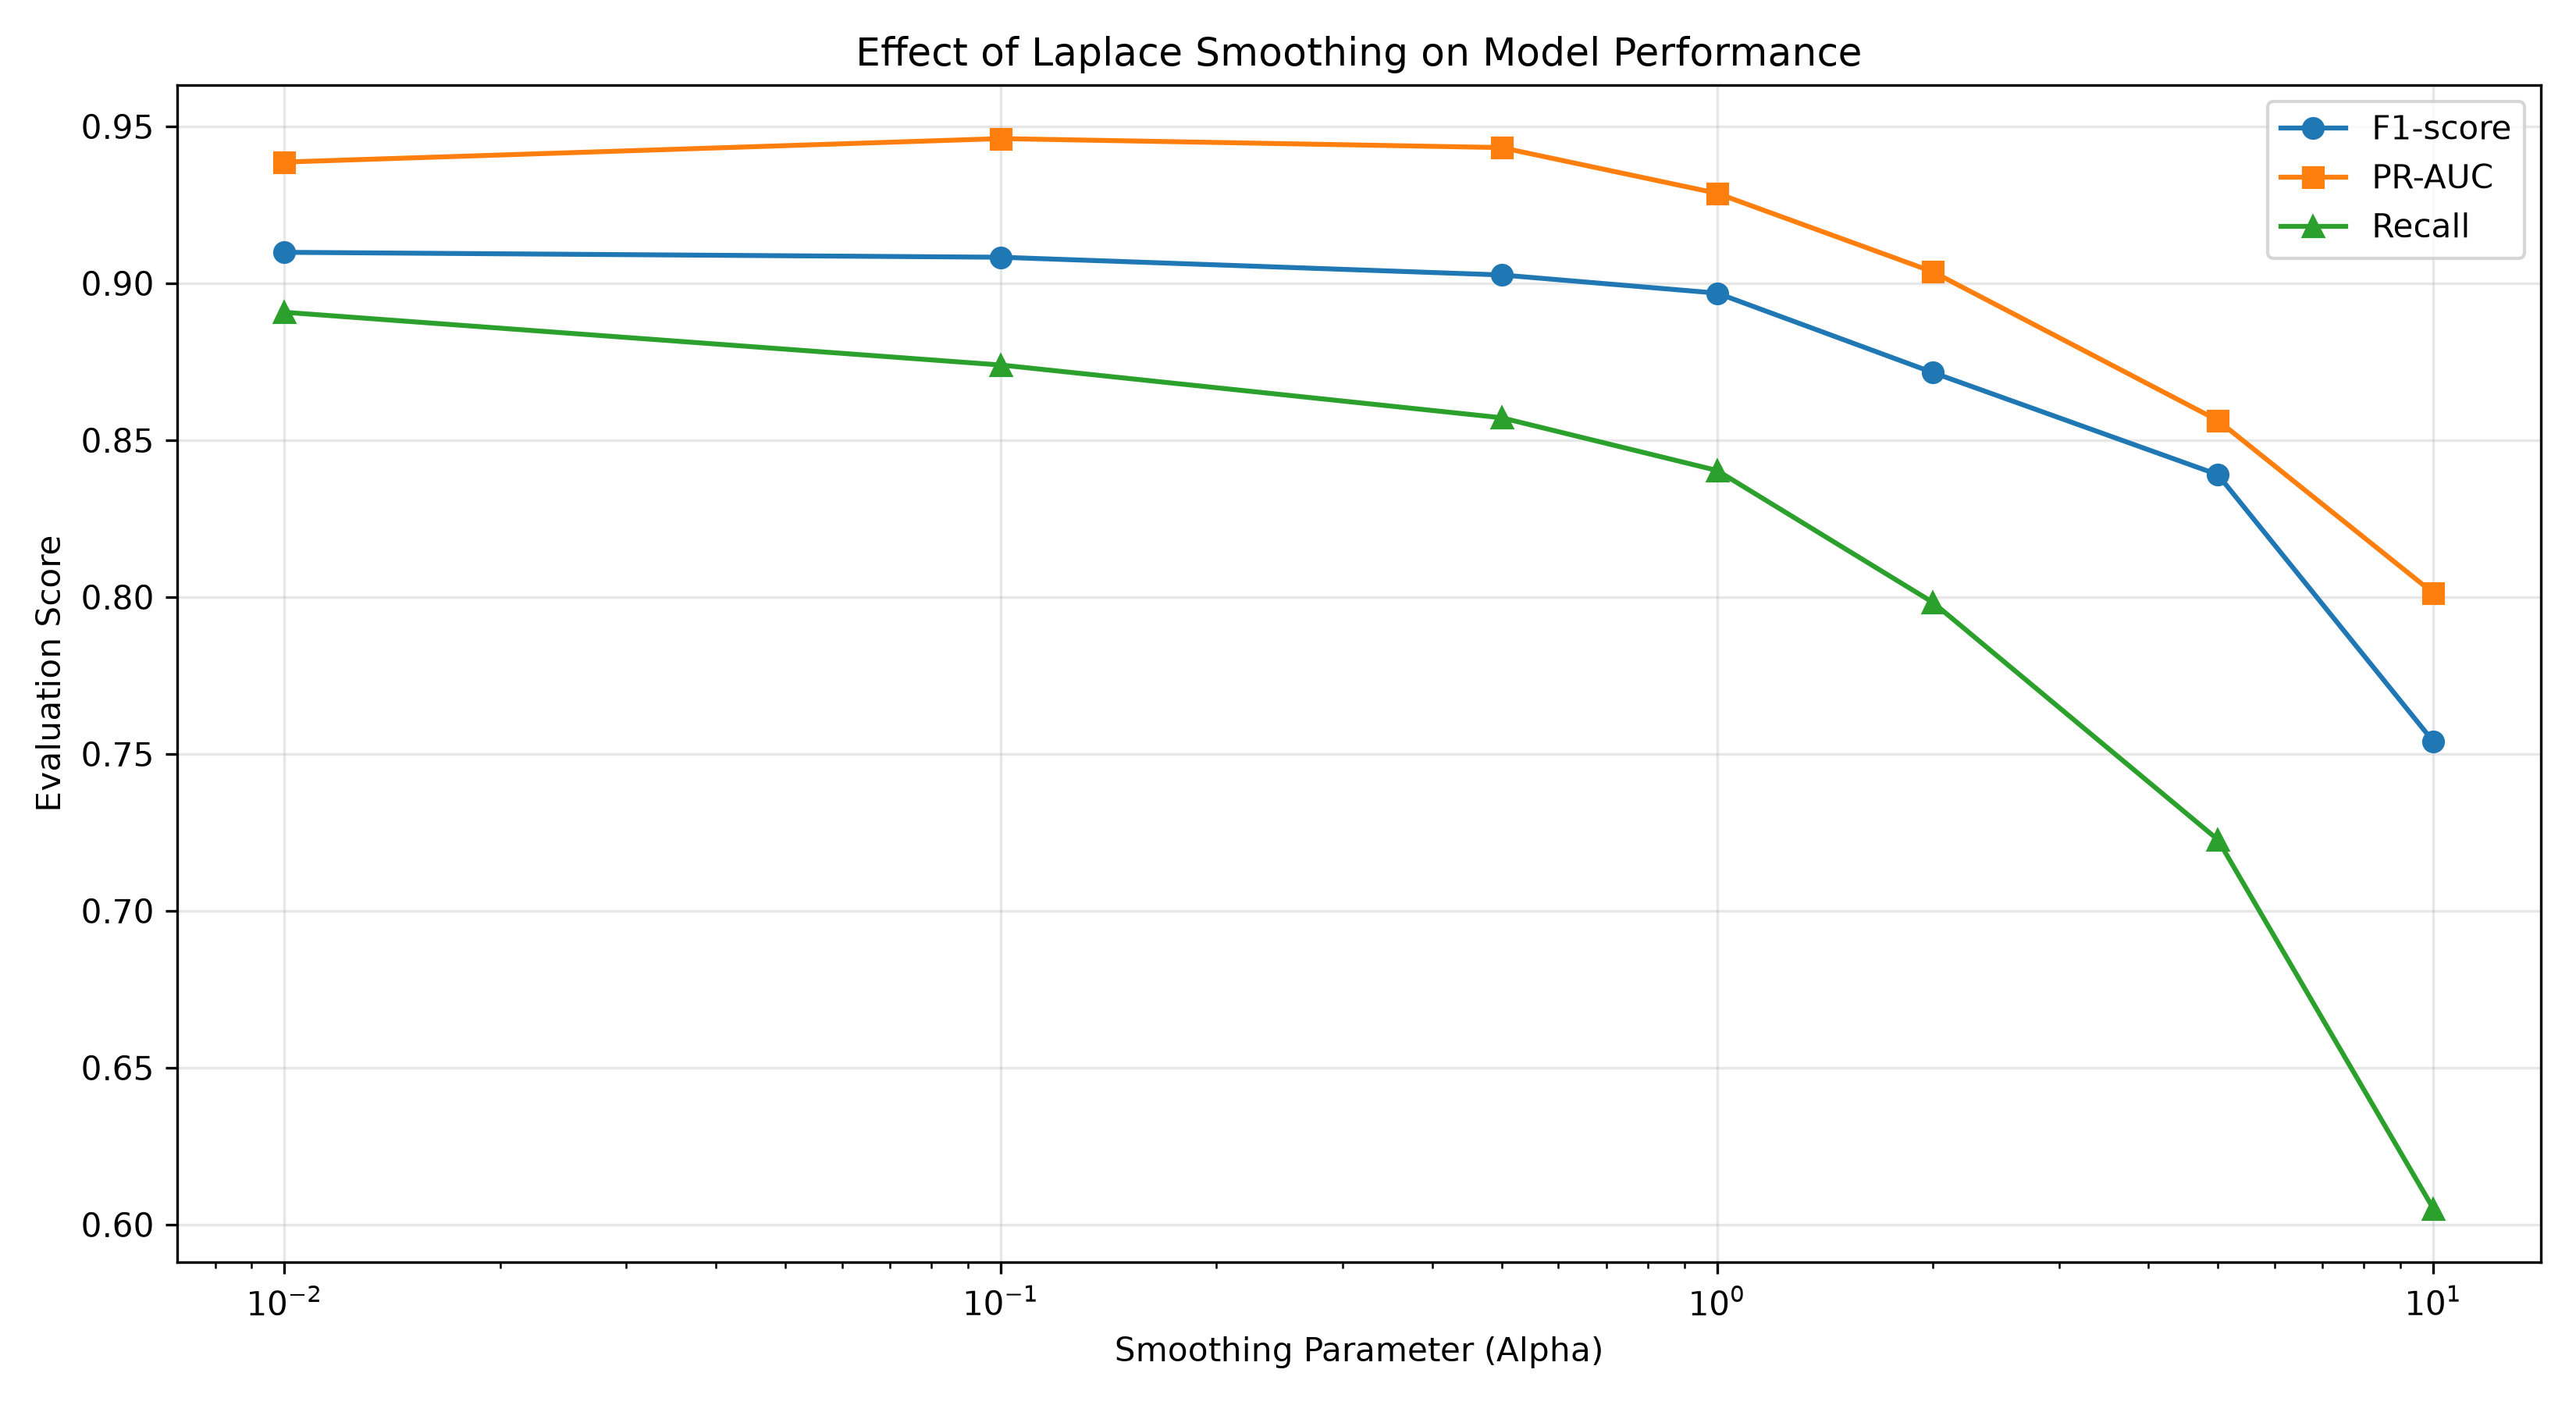 Effect of Laplace Smoothing on Model Performance
F1-score
PR-AUC
Recall
Evaluation Score
0.95
0.90
0.85
0.80
0.75
0.70
0.65
0.60
10⁻²
10⁻¹
10⁰
10¹
Smoothing Parameter (Alpha)